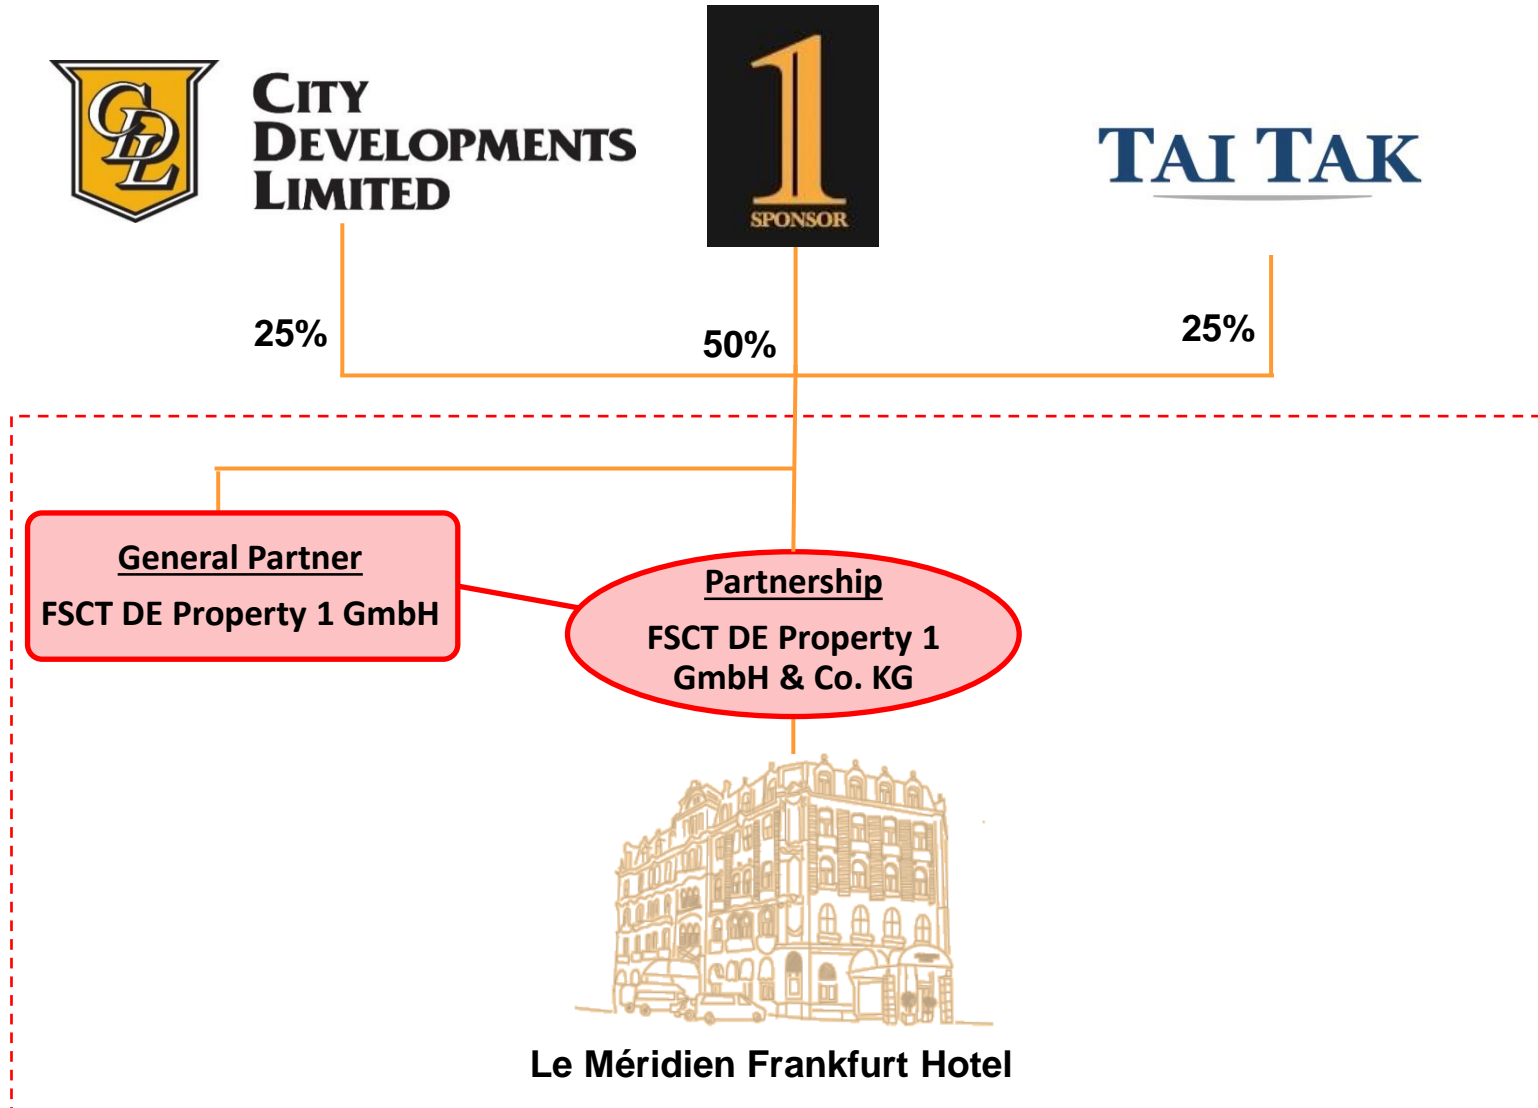 CDL
CITY
DEVELOPMENTS
LIMITED
1
SPONSOR
TAI TAK
25%
50%
25%
General Partner
FSCT DE Property 1 GmbH
Partnership
FSCT DE Property 1
GmbH & Co. KG
Le Méridien Frankfurt Hotel